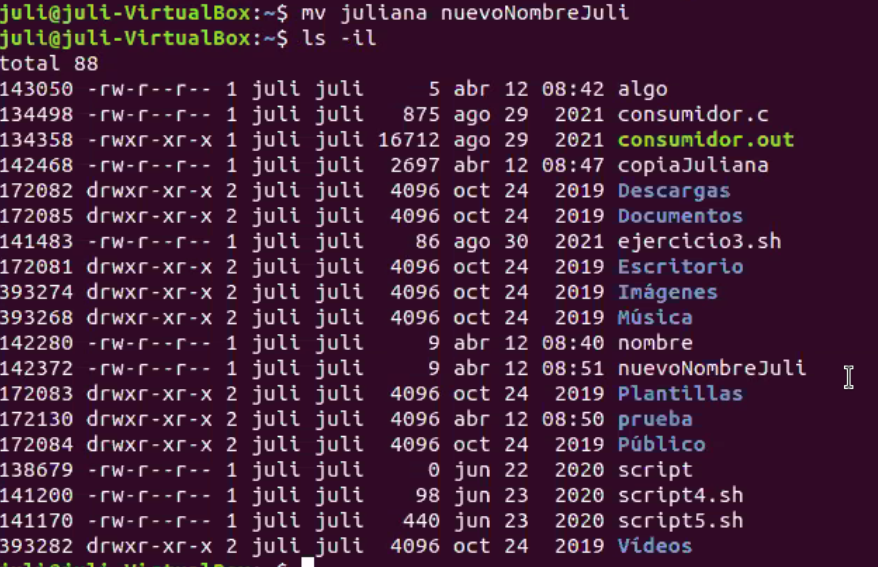 juli@juli-VirtualBox:~$ mv juliana nuevoNombreJuli
juli@juli-VirtualBox:~$ ls -il
total 88
143050 -rw-r--r-- 1 juli juli     5 abr 12 08:42 algo
134498 -rw-r--r-- 1 juli juli   875 ago 29  2021 consumidor.c
134358 -rwxr-xr-x 1 juli juli 16712 ago 29  2021 consumidor.out
142468 -rw-r--r-- 1 juli juli  2697 abr 12 08:47 copiaJuliana
172082 drwxr-xr-x 2 juli juli  4096 oct 24  2019 Descargas
172085 drwxr-xr-x 2 juli juli  4096 oct 24  2019 Documentos
141483 -rw-r--r-- 1 juli juli    86 ago 30  2021 ejercicio3.sh
172081 drwxr-xr-x 2 juli juli  4096 oct 24  2019 Escritorio
393274 drwxr-xr-x 2 juli juli  4096 oct 24  2019 Imágenes
393268 drwxr-xr-x 2 juli juli  4096 oct 24  2019 Música
142280 -rw-r--r-- 1 juli juli     9 abr 12 08:40 nombre
142372 -rw-r--r-- 1 juli juli     9 abr 12 08:51 nuevoNombreJuli
172083 drwxr-xr-x 2 juli juli  4096 oct 24  2019 Plantillas
172130 drwxr-xr-x 2 juli juli  4096 abr 12 08:50 prueba
172084 drwxr-xr-x 2 juli juli  4096 oct 24  2019 Público
138679 -rw-r--r-- 1 juli juli     0 jun 22  2020 script
141200 -rw-r--r-- 1 juli juli    98 jun 23  2020 script4.sh
141170 -rw-r--r-- 1 juli juli   440 jun 23  2020 script5.sh
393282 drwxr-xr-x 2 juli juli  4096 oct 24  2019 Vídeos
juli@juli-VirtualBox:~$